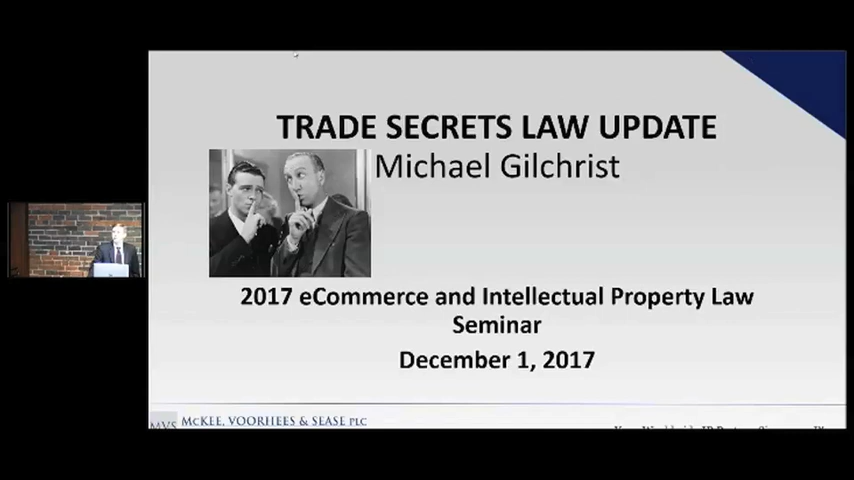 TRADE SECRETS LAW UPDATE
Michael Gilchrist
2017 eCommerce and Intellectual Property Law
Seminar
December 1, 2017
MVS MCKEE, VOORHEES & SEASE PLC